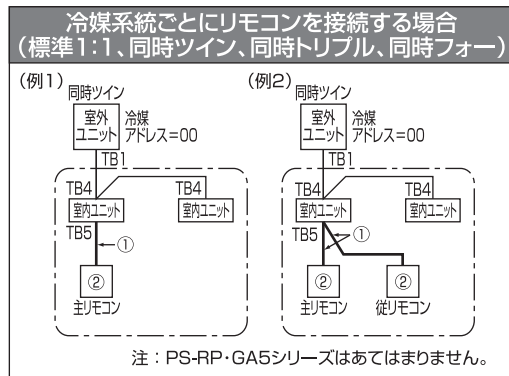 冷媒系統ごとにリモコンを接続する場合
（標準1：1、同時ツイン、同時トリプル、同時フォー）
（例1）
同時ツイン
室外
ユニット
冷媒
アドレス=00
TB1
TB4
TB4
室内ユニット
室内ユニット
TB5
①
②
主リモコン
（例2）
同時ツイン
室外
ユニット
冷媒
アドレス=00
TB1
TB4
TB4
室内ユニット
室内ユニット
TB5
①
②
②
主リモコン
従リモコン
注：PS-RP・GA5シリーズはあてはまりません。